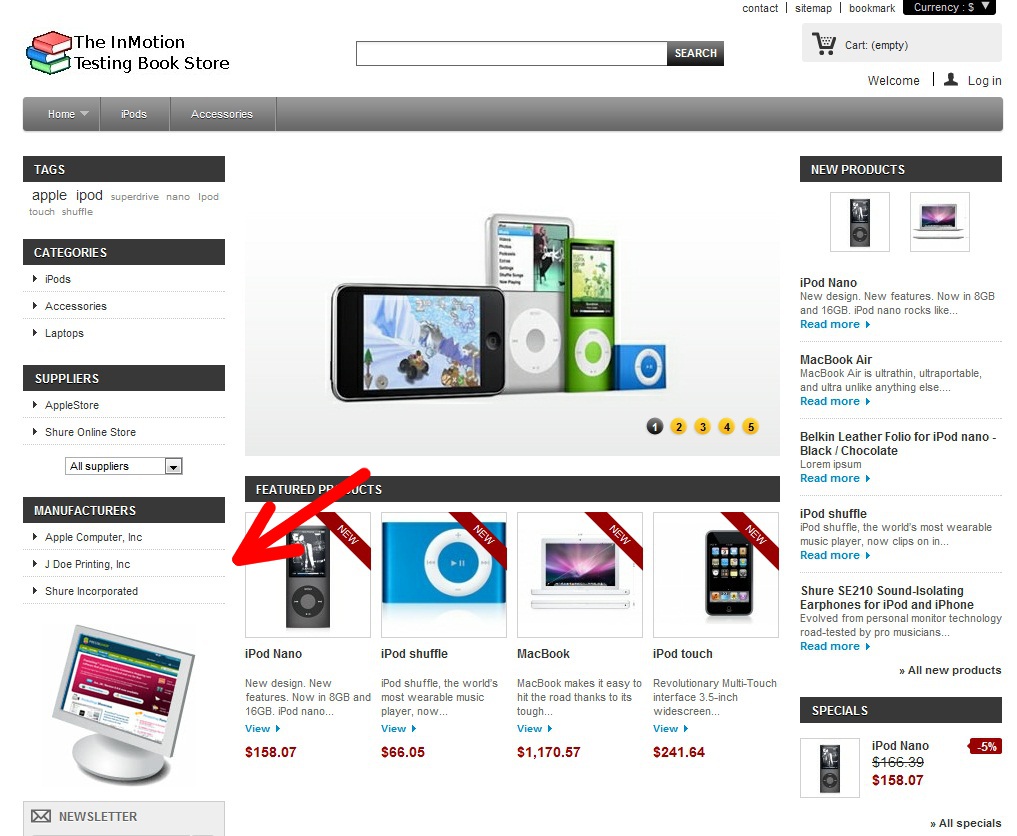 contact | sitemap | bookmark Currency : $ ▼
The InMotion
Testing Book Store
SEARCH
Cart: (empty)
Welcome | Log in
Home iPods Accessories
TAGS
apple ipod superdrive nano Ipod
touch shuffle
CATEGORIES
iPods
Accessories
Laptops
SUPPLIERS
AppleStore
Shure Online Store
All suppliers
MANUFACTURERS
Apple Computer, Inc
J Doe Printing, Inc
Shure Incorporated
NEWSLETTER
1 2 3 4 5
FEATURED PRODUCTS
NEW NEW NEW NEW
iPod Nano
New design. New
features. Now in 8GB and
16GB. iPod nano...
View
$158.07
iPod shuffle
iPod shuffle, the world's
most wearable music
player, now...
View
$66.05
MacBook
MacBook makes it easy to
hit the road thanks to its
tough...
View
$1,170.57
iPod touch
Revolutionary Multi-Touch
interface 3.5-inch
widescreen...
View
$241.64
NEW PRODUCTS
iPod Nano
New design. New features. Now in 8GB
and 16GB. iPod nano rocks like...
Read more
MacBook Air
MacBook Air is ultrathin, ultraportable,
and ultra unlike anything else....
Read more
Belkin Leather Folio for iPod nano -
Black / Chocolate
Lorem ipsum
Read more
iPod shuffle
iPod shuffle, the world's most wearable
music player, now clips on in...
Read more
Shure SE210 Sound-Isolating
Earphones for iPod and iPhone
Evolved from personal monitor technology
road-tested by pro musicians...
Read more
» All new products
SPECIALS
iPod Nano -5%
$166.39
$158.07
» All specials